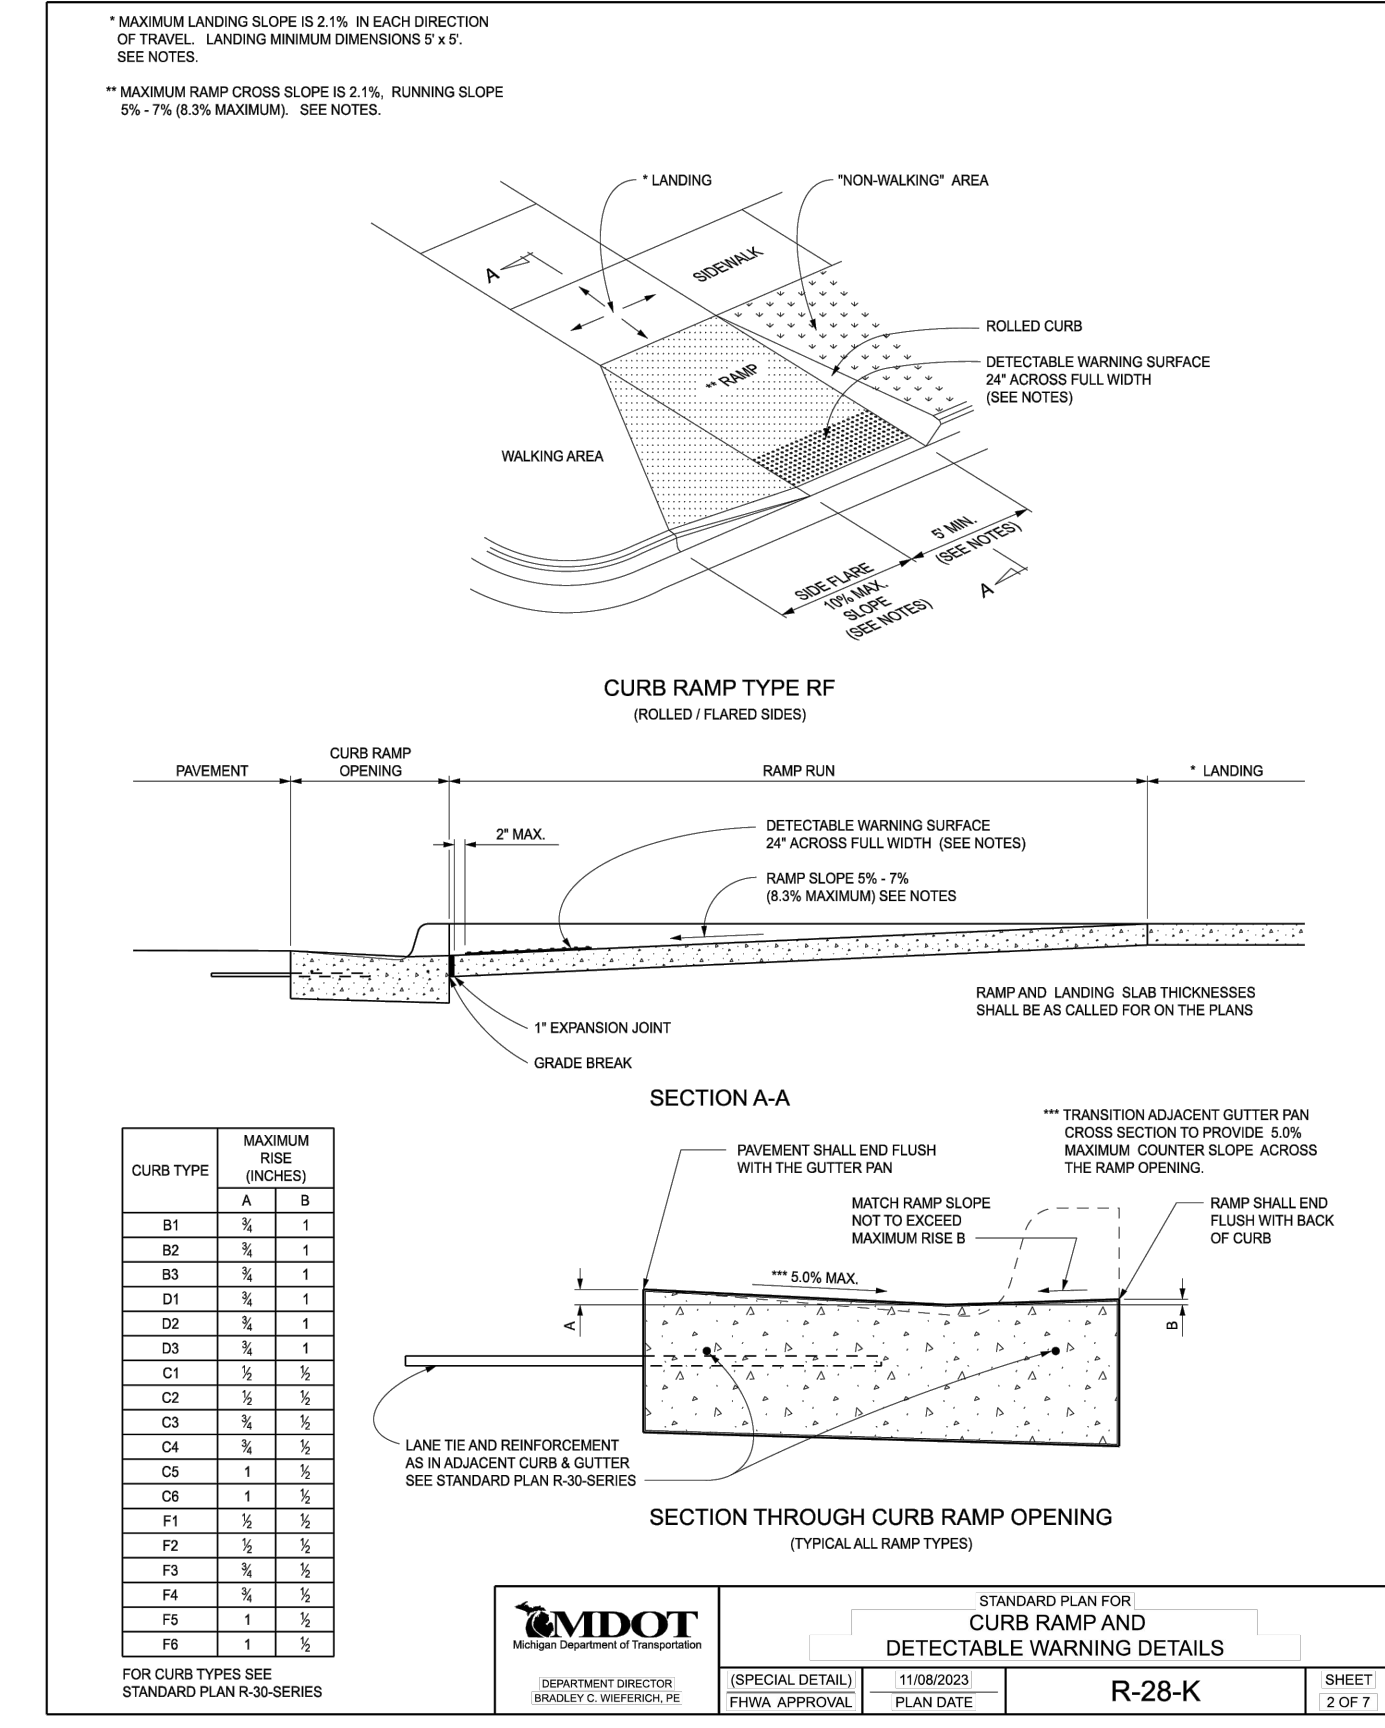 * MAXIMUM LANDING SLOPE IS 2.1% IN EACH DIRECTION
OF TRAVEL. LANDING MINIMUM DIMENSIONS 5' x 5'.
SEE NOTES.
** MAXIMUM RAMP CROSS SLOPE IS 2.1%, RUNNING SLOPE
5% - 7% (8.3% MAXIMUM). SEE NOTES.
* LANDING
"NON-WALKING" AREA
A
SIDEWALK
ROLLED CURB
DETECTABLE WARNING SURFACE
24" ACROSS FULL WIDTH
(SEE NOTES)
** RAMP
WALKING AREA
5' MIN.
(SEE NOTES)
SIDE FLARE
10% MAX.
SLOPE
(SEE NOTES)
A
CURB RAMP TYPE RF
(ROLLED / FLARED SIDES)
PAVEMENT
CURB RAMP
OPENING
RAMP RUN
* LANDING
2" MAX.
DETECTABLE WARNING SURFACE
24" ACROSS FULL WIDTH (SEE NOTES)
RAMP SLOPE 5% - 7%
(8.3% MAXIMUM) SEE NOTES
RAMP AND LANDING SLAB THICKNESSES
SHALL BE AS CALLED FOR ON THE PLANS
1" EXPANSION JOINT
GRADE BREAK
SECTION A-A
CURB TYPE
MAXIMUM
RISE
(INCHES)
A B
B1 ¾ 1
B2 ¾ 1
B3 ¾ 1
D1 ¾ 1
D2 ¾ 1
D3 ¾ 1
C1 ½ ½
C2 ½ ½
C3 ¾ ½
C4 ¾ ½
C5 1 ½
C6 1 ½
F1 ½ ½
F2 ½ ½
F3 ¾ ½
F4 ¾ ½
F5 1 ½
F6 1 ½
FOR CURB TYPES SEE
STANDARD PLAN R-30-SERIES
*** TRANSITION ADJACENT GUTTER PAN
CROSS SECTION TO PROVIDE 5.0%
MAXIMUM COUNTER SLOPE ACROSS
THE RAMP OPENING.
PAVEMENT SHALL END FLUSH
WITH THE GUTTER PAN
MATCH RAMP SLOPE
NOT TO EXCEED
MAXIMUM RISE B
RAMP SHALL END
FLUSH WITH BACK
OF CURB
*** 5.0% MAX.
A
B
LANE TIE AND REINFORCEMENT
AS IN ADJACENT CURB & GUTTER
SEE STANDARD PLAN R-30-SERIES
SECTION THROUGH CURB RAMP OPENING
(TYPICAL ALL RAMP TYPES)
MDOT
Michigan Department of Transportation
DEPARTMENT DIRECTOR
BRADLEY C. WIEFERICH, PE
STANDARD PLAN FOR
CURB RAMP AND
DETECTABLE WARNING DETAILS
(SPECIAL DETAIL)
FHWA APPROVAL
11/08/2023
PLAN DATE
R-28-K
SHEET
2 OF 7